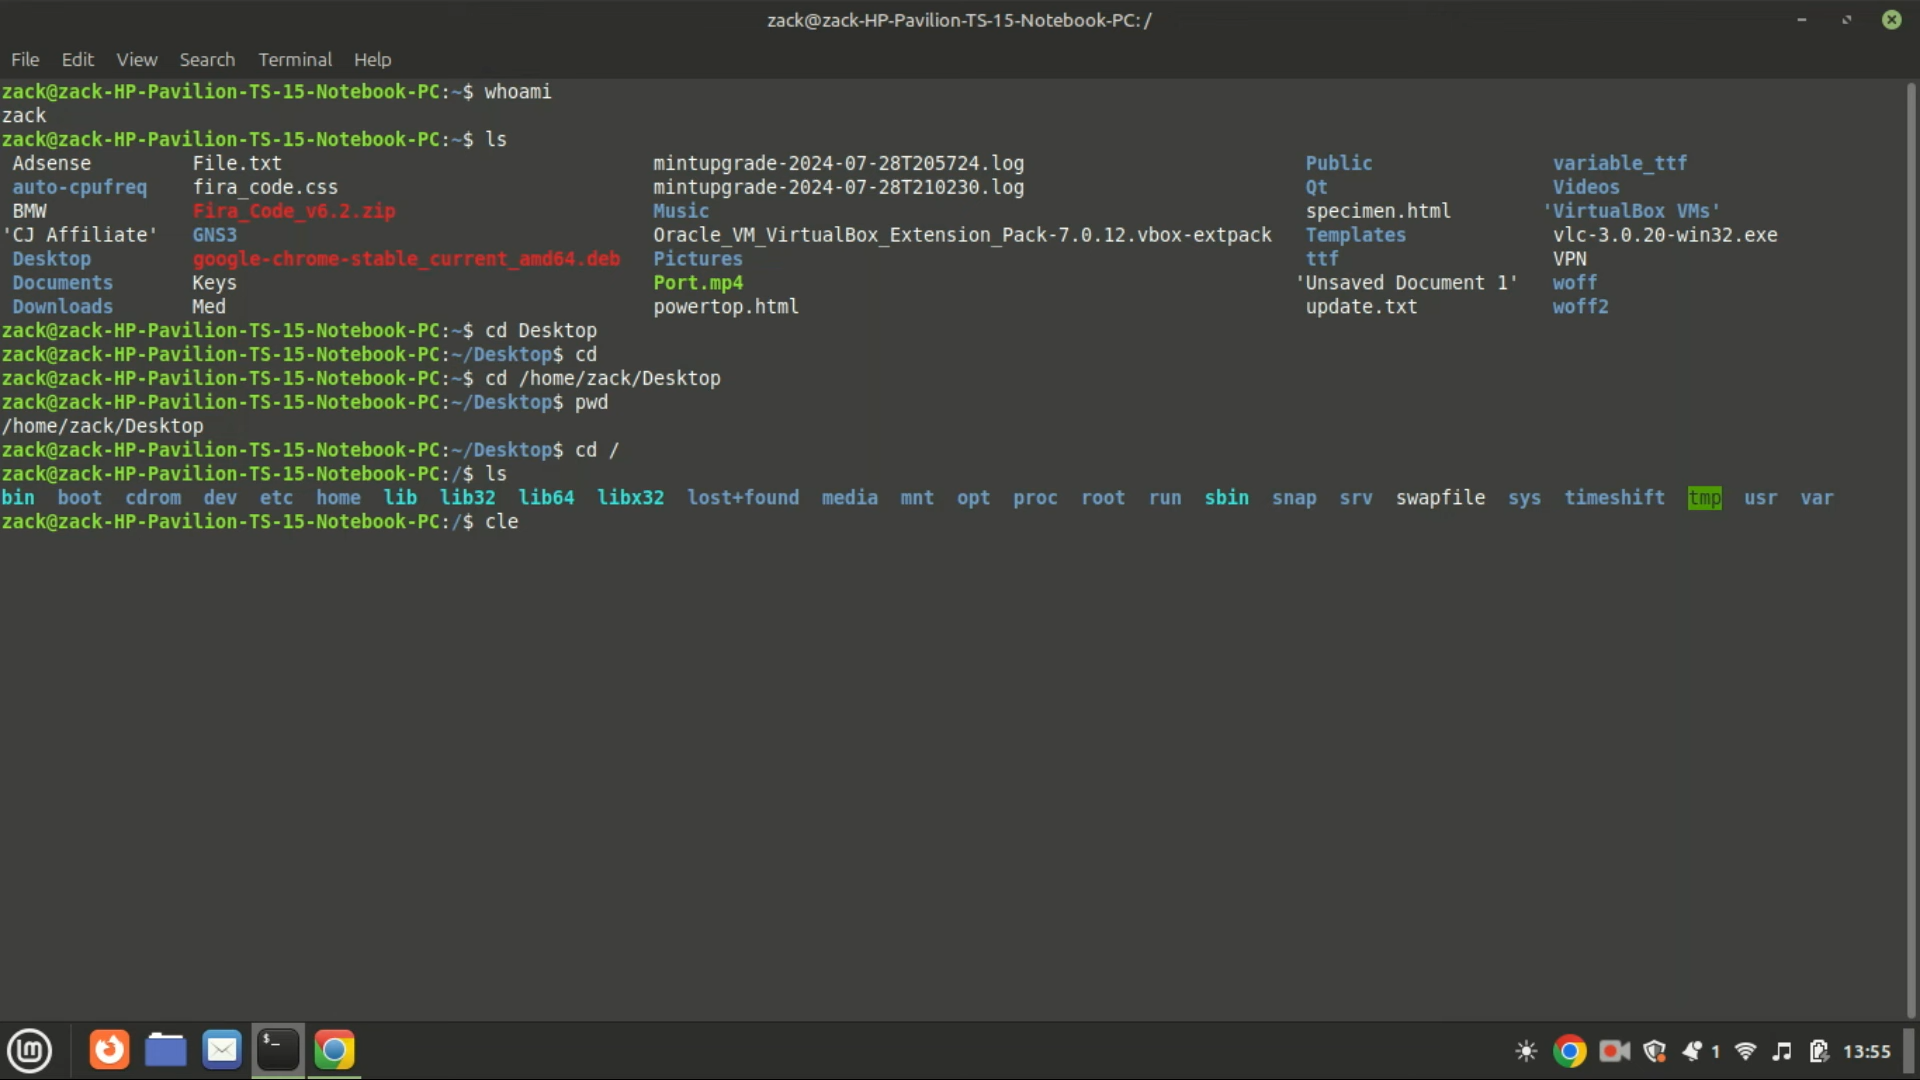 zack@zack-HP-Pavilion-TS-15-Notebook-PC: /
File Edit View Search Terminal Help
zack@zack-HP-Pavilion-TS-15-Notebook-PC:~$ whoami
zack
zack@zack-HP-Pavilion-TS-15-Notebook-PC:~$ ls
Adsense File.txt mintupgrade-2024-07-28T205724.log Public variable_ttf
auto-cpufreq fira_code.css mintupgrade-2024-07-28T210230.log Qt Videos
BMW Fira_Code_v6.2.zip Music specimen.html 'VirtualBox VMs'
'CJ Affiliate' GNS3 Oracle_VM_VirtualBox_Extension_Pack-7.0.12.vbox-extpack Templates vlc-3.0.20-win32.exe
Desktop google-chrome-stable_current_amd64.deb Pictures ttf VPN
Documents Keys Port.mp4 'Unsaved Document 1' woff
Downloads Med powertop.html update.txt woff2
zack@zack-HP-Pavilion-TS-15-Notebook-PC:~$ cd Desktop
zack@zack-HP-Pavilion-TS-15-Notebook-PC:~/Desktop$ cd
zack@zack-HP-Pavilion-TS-15-Notebook-PC:~$ cd /home/zack/Desktop
zack@zack-HP-Pavilion-TS-15-Notebook-PC:~/Desktop$ pwd
/home/zack/Desktop
zack@zack-HP-Pavilion-TS-15-Notebook-PC:~/Desktop$ cd /
zack@zack-HP-Pavilion-TS-15-Notebook-PC:/$ ls
bin boot cdrom dev etc home lib lib32 lib64 libx32 lost+found media mnt opt proc root run sbin snap srv swapfile sys timeshift tmp usr var
zack@zack-HP-Pavilion-TS-15-Notebook-PC:/$ cle
$_
1 13:55